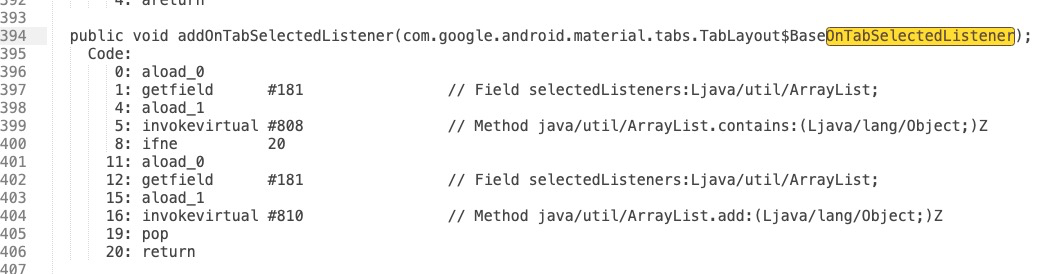 392 4: areturn
393
394 public void addOnTabSelectedListener(com.google.android.material.tabs.TabLayout$BaseOnTabSelectedListener);
395 Code:
396 0: aload_0
397 1: getfield #181 // Field selectedListeners:Ljava/util/ArrayList;
398 4: aload_1
399 5: invokevirtual #808 // Method java/util/ArrayList.contains:(Ljava/lang/Object;)Z
400 8: ifne 20
401 11: aload_0
402 12: getfield #181 // Field selectedListeners:Ljava/util/ArrayList;
403 15: aload_1
404 16: invokevirtual #810 // Method java/util/ArrayList.add:(Ljava/lang/Object;)Z
405 19: pop
406 20: return
407